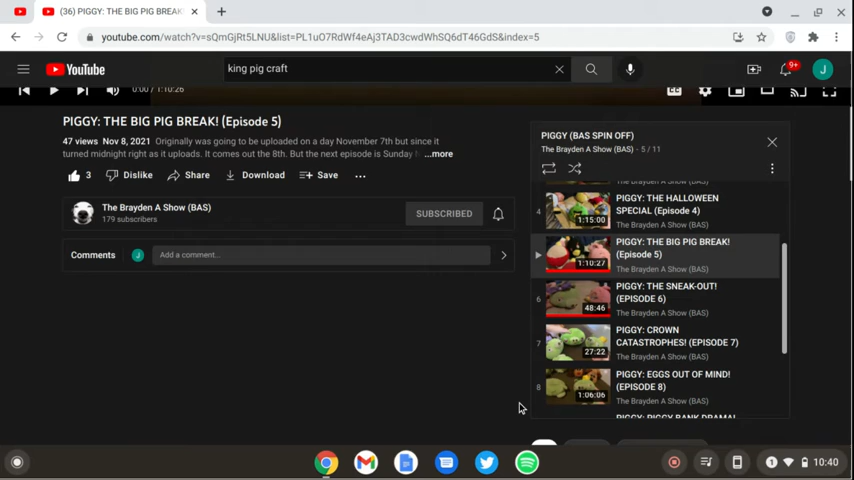 (36) PIGGY: THE BIG PIG BREAK!
youtube.com/watch?v=sQmGjRt5LNU&list=PL1uO7RdWf4eAj3TAD3cwdWhSQ6dT46GdS&index=5
YouTube
king pig craft
9+
J
1:10:26
PIGGY: THE BIG PIG BREAK! (Episode 5)
47 views Nov 8, 2021 Originally was going to be uploaded on a day November 7th but since it
turned midnight right as it uploads. It comes out the 8th. But the next episode is Sunday
...more
3
Dislike
Share
Download
Save
The Brayden A Show (BAS)
179 subscribers
SUBSCRIBED
Comments
J
Add a comment...
PIGGY (BAS SPIN OFF)
The Brayden A Show (BAS) - 5 / 11
The Brayden A Show (BAS)
4
1:15:00
PIGGY: THE HALLOWEEN
SPECIAL (Episode 4)
The Brayden A Show (BAS)
1:10:27
PIGGY: THE BIG PIG BREAK!
(Episode 5)
The Brayden A Show (BAS)
6
48:46
PIGGY: THE SNEAK-OUT!
(EPISODE 6)
The Brayden A Show (BAS)
7
27:22
PIGGY: CROWN
CATASTROPHES! (EPISODE 7)
The Brayden A Show (BAS)
8
1:06:06
PIGGY: EGGS OUT OF MIND!
(EPISODE 8)
The Brayden A Show (BAS)
PIGGY: PIGGY BANK DRAMA!
1
10:40